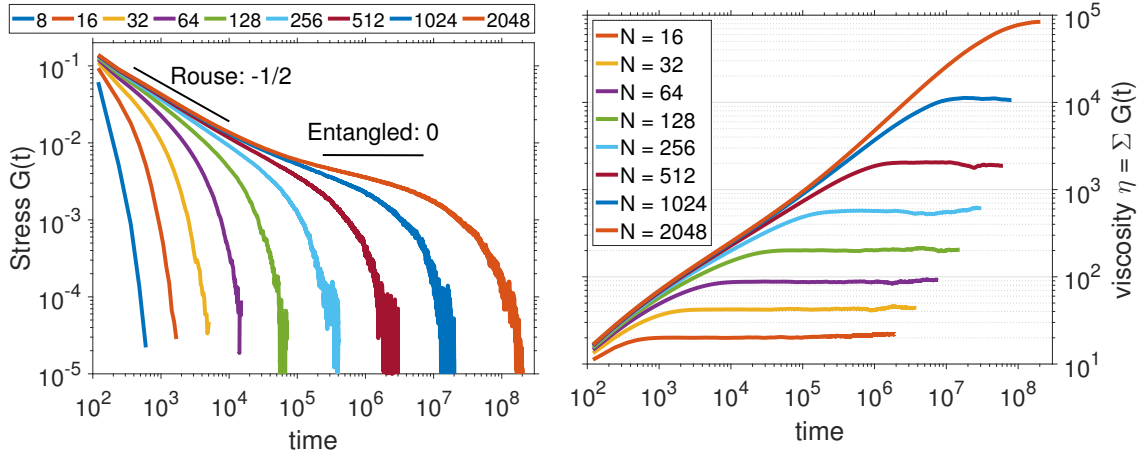 8 16 32 64 128 256 512 1024 2048
Stress G(t)
10^-1
10^-2
10^-3
10^-4
10^-5
Rouse: -1/2
Entangled: 0
10^2 10^3 10^4 10^5 10^6 10^7 10^8
time
N = 16
N = 32
N = 64
N = 128
N = 256
N = 512
N = 1024
N = 2048
10^5
10^4
10^3
10^2
10^1
viscosity η = Σ G(t)
10^2 10^3 10^4 10^5 10^6 10^7 10^8
time